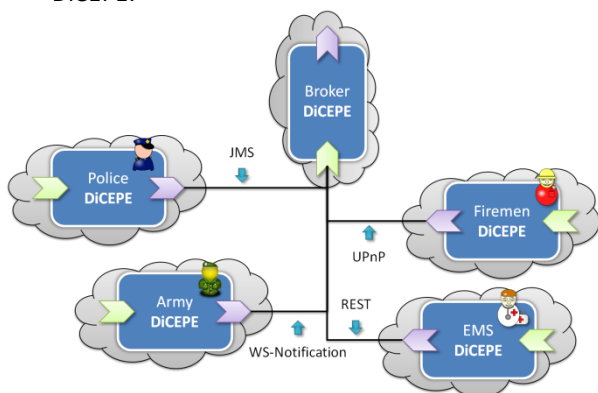 DiCEPE.
Broker
DiCEPE
JMS
Police
DiCEPE
Firemen
DiCEPE
UPnP
Army
DiCEPE
REST
EMS
DiCEPE
WS-Notification